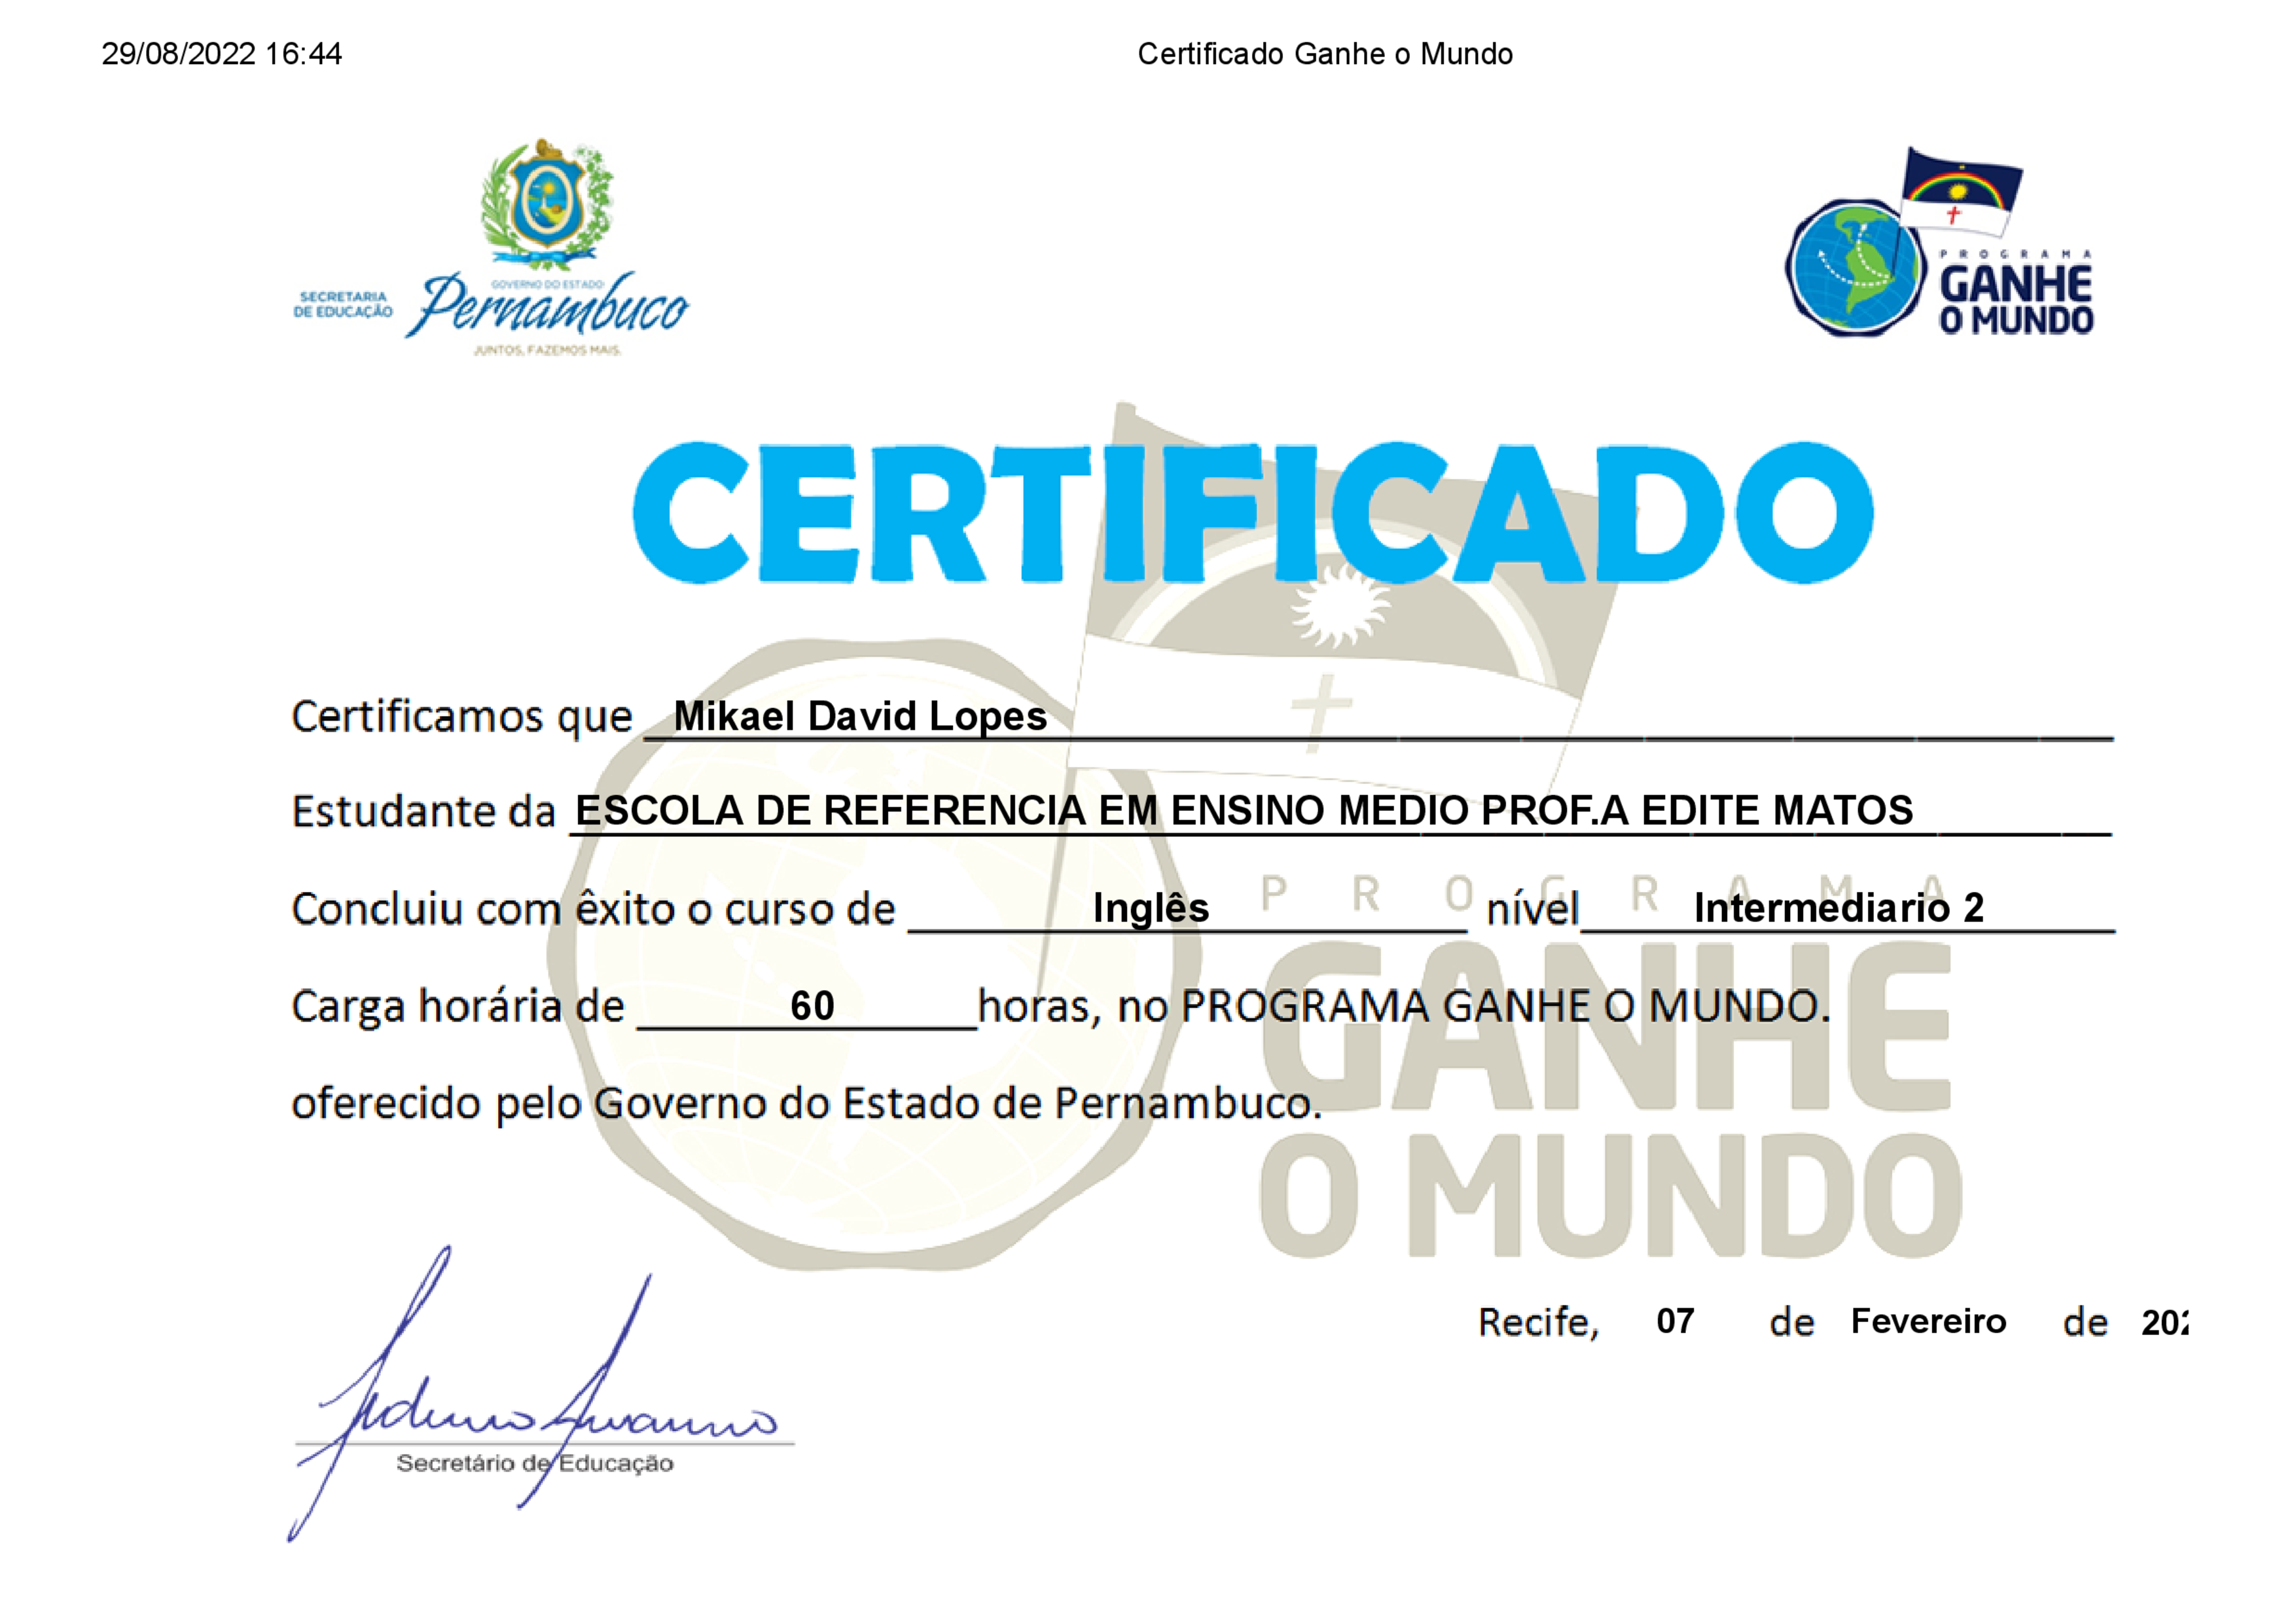 29/08/2022 16:44
Certificado Ganhe o Mundo
SECRETARIA
DE EDUCAÇÃO
GOVERNO DO ESTADO
Pernambuco
JUNTOS, FAZEMOS MAIS.
PROGRAMA
GANHE
O MUNDO
CERTIFICADO
Certificamos que Mikael David Lopes
Estudante da ESCOLA DE REFERENCIA EM ENSINO MEDIO PROF.A EDITE MATOS
Concluiu com êxito o curso de Inglês nível Intermediario 2
Carga horária de 60 horas, no PROGRAMA GANHE O MUNDO.
oferecido pelo Governo do Estado de Pernambuco.
PROGRAMA
GANHE
O MUNDO
Recife, 07 de Fevereiro de
Secretário de Educação